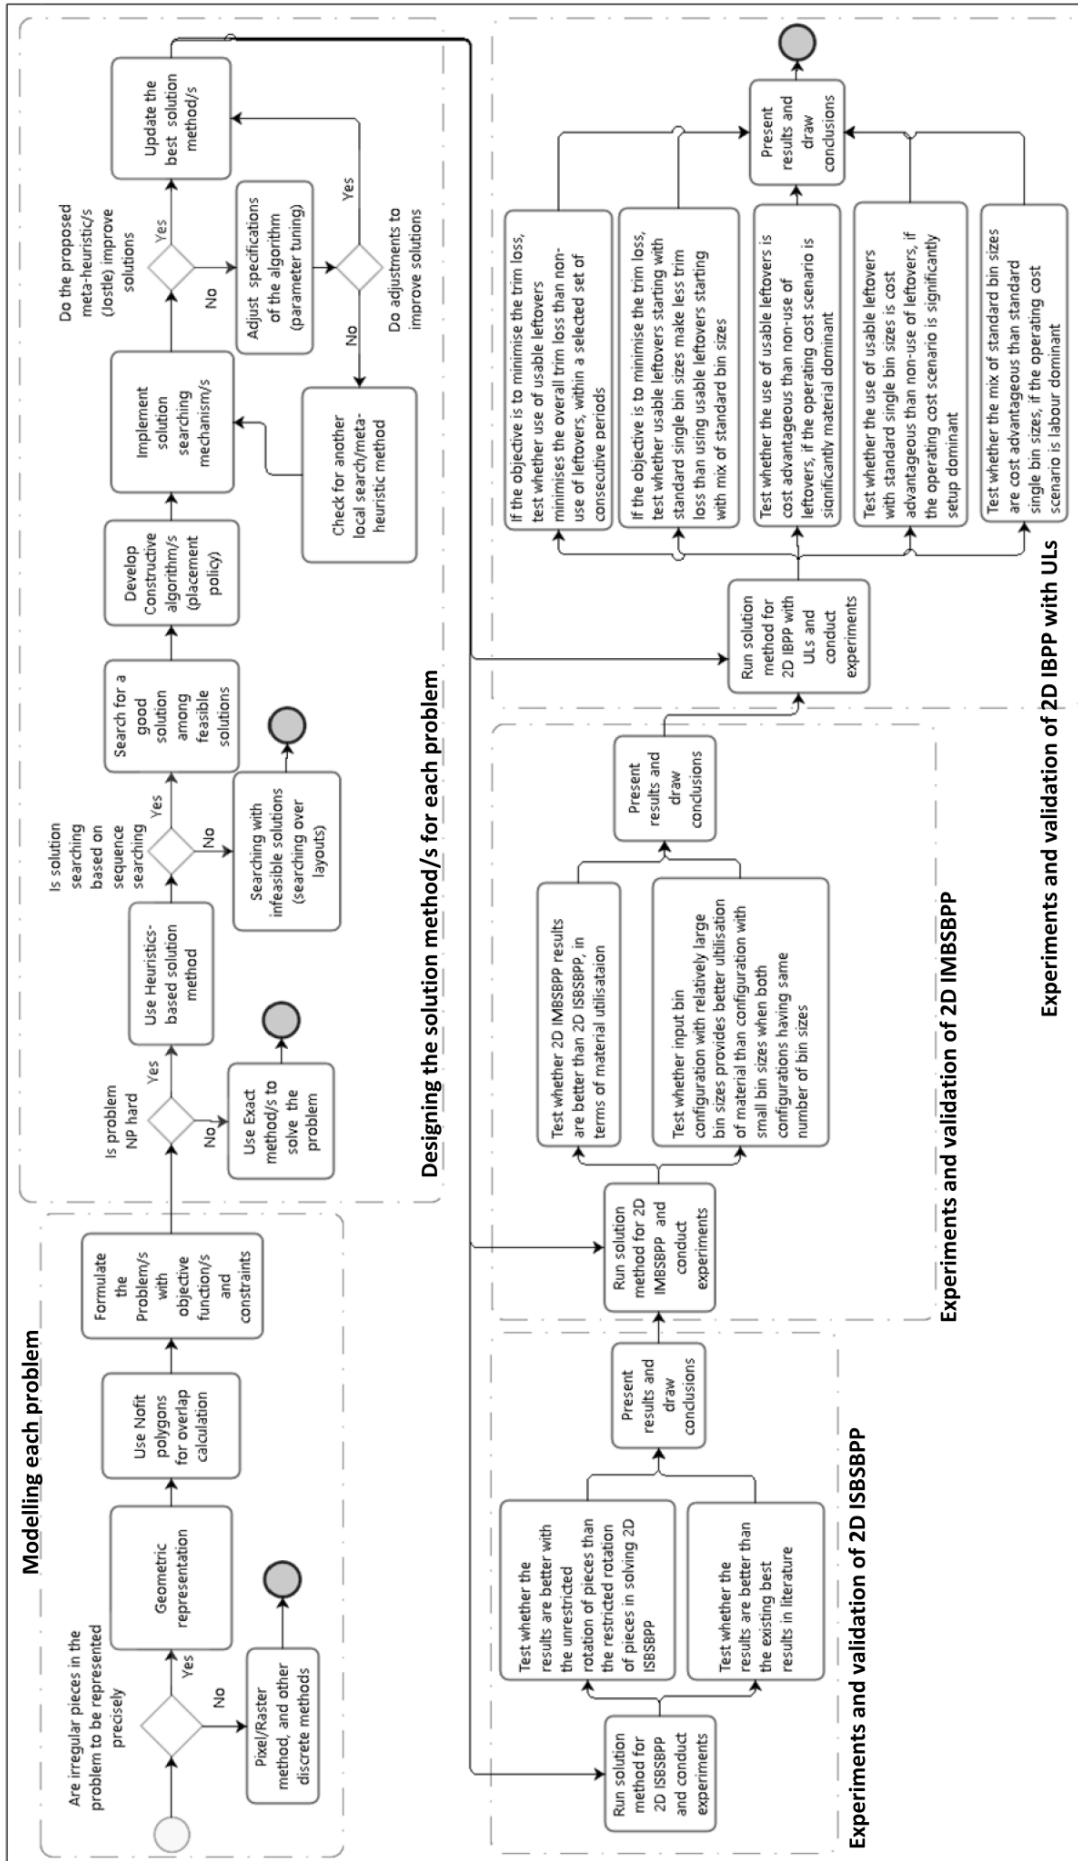 Modelling each problem
Are irregular pieces in the
problem to be represented
precisely
Yes
No
Pixel/Raster
method, and other
discrete methods
Geometric
representation
Use Nofit
polygons
for overlap
calculation
Formulate
the
Problem/s
with
objective
function/s
and
constraints
Designing the solution method/s for each problem
Is problem
NP hard
Yes
No
Use Exact
method/s to
solve the
problem
Use Heuristics-
based solution
method
Is solution
searching
based on
sequence
searching
Yes
No
Searching with
infeasible solutions
(searching over
layouts)
Search for a
good
solution
among
feasible
solutions
Develop
Constructive
algorithm/s
(placement
policy)
Implement
solution
searching
mechanism/s
Do the proposed
meta-heuristic/s
(Jostle) improve
solutions
Yes
No
Adjust specifications
of the algorithm
(parameter tuning)
Do adjustments to
improve solutions
Yes
No
Check for another
local search/meta-
heuristic method
Update the
best solution
method/s
Experiments and validation of 2D ISBSBPP
Run solution
method for
2D ISBSBPP
and conduct
experiments
Test whether the
results are better with
the unrestricted
rotation of pieces than
the restricted rotation
of pieces in solving 2D
ISBSBPP
Test whether the
results are better than
the existing best
results in literature
Present
results and
draw
conclusions
Experiments and validation of 2D IMBSBPP
Run solution
method for 2D
IMBSBPP and
conduct
experiments
Test whether 2D IMBSBPP results
are better than 2D ISBSBPP, in
terms of material utilisataion
Test whether input bin
configuration with relatively large
bin sizes provides better ultilisation
of material than configuration with
small bin sizes when both
configurations having same
number of bin sizes
Present
results and
draw
conclusions
Experiments and validation of 2D IBPP with ULs
Run solution
method for
2D IBPP with
ULs and
conduct
experiments
If the objective is to minimise the trim loss,
test whether use of usable leftovers
minimises the overall trim loss than non-
use of leftovers, within a selected set of
consecutive periods
If the objective is to minimise the trim loss,
test whether usable leftovers starting with
standard single bin sizes make less trim
loss than using usable leftovers starting
with mix of standard bin sizes
Test whether the use of usable leftovers is
cost advantageous than non-use of
leftovers, if the operating cost scenario is
significantly material dominant
Test whether the use of usable leftovers
with standard single bin sizes is cost
advantageous than non-use of leftovers, if
the operating cost scenario is significantly
setup dominant
Test whether the mix of standard bin sizes
are cost advantageous than standard
single bin sizes, if the operating cost
scenario is labour dominant
Present
results and
draw
conclusions